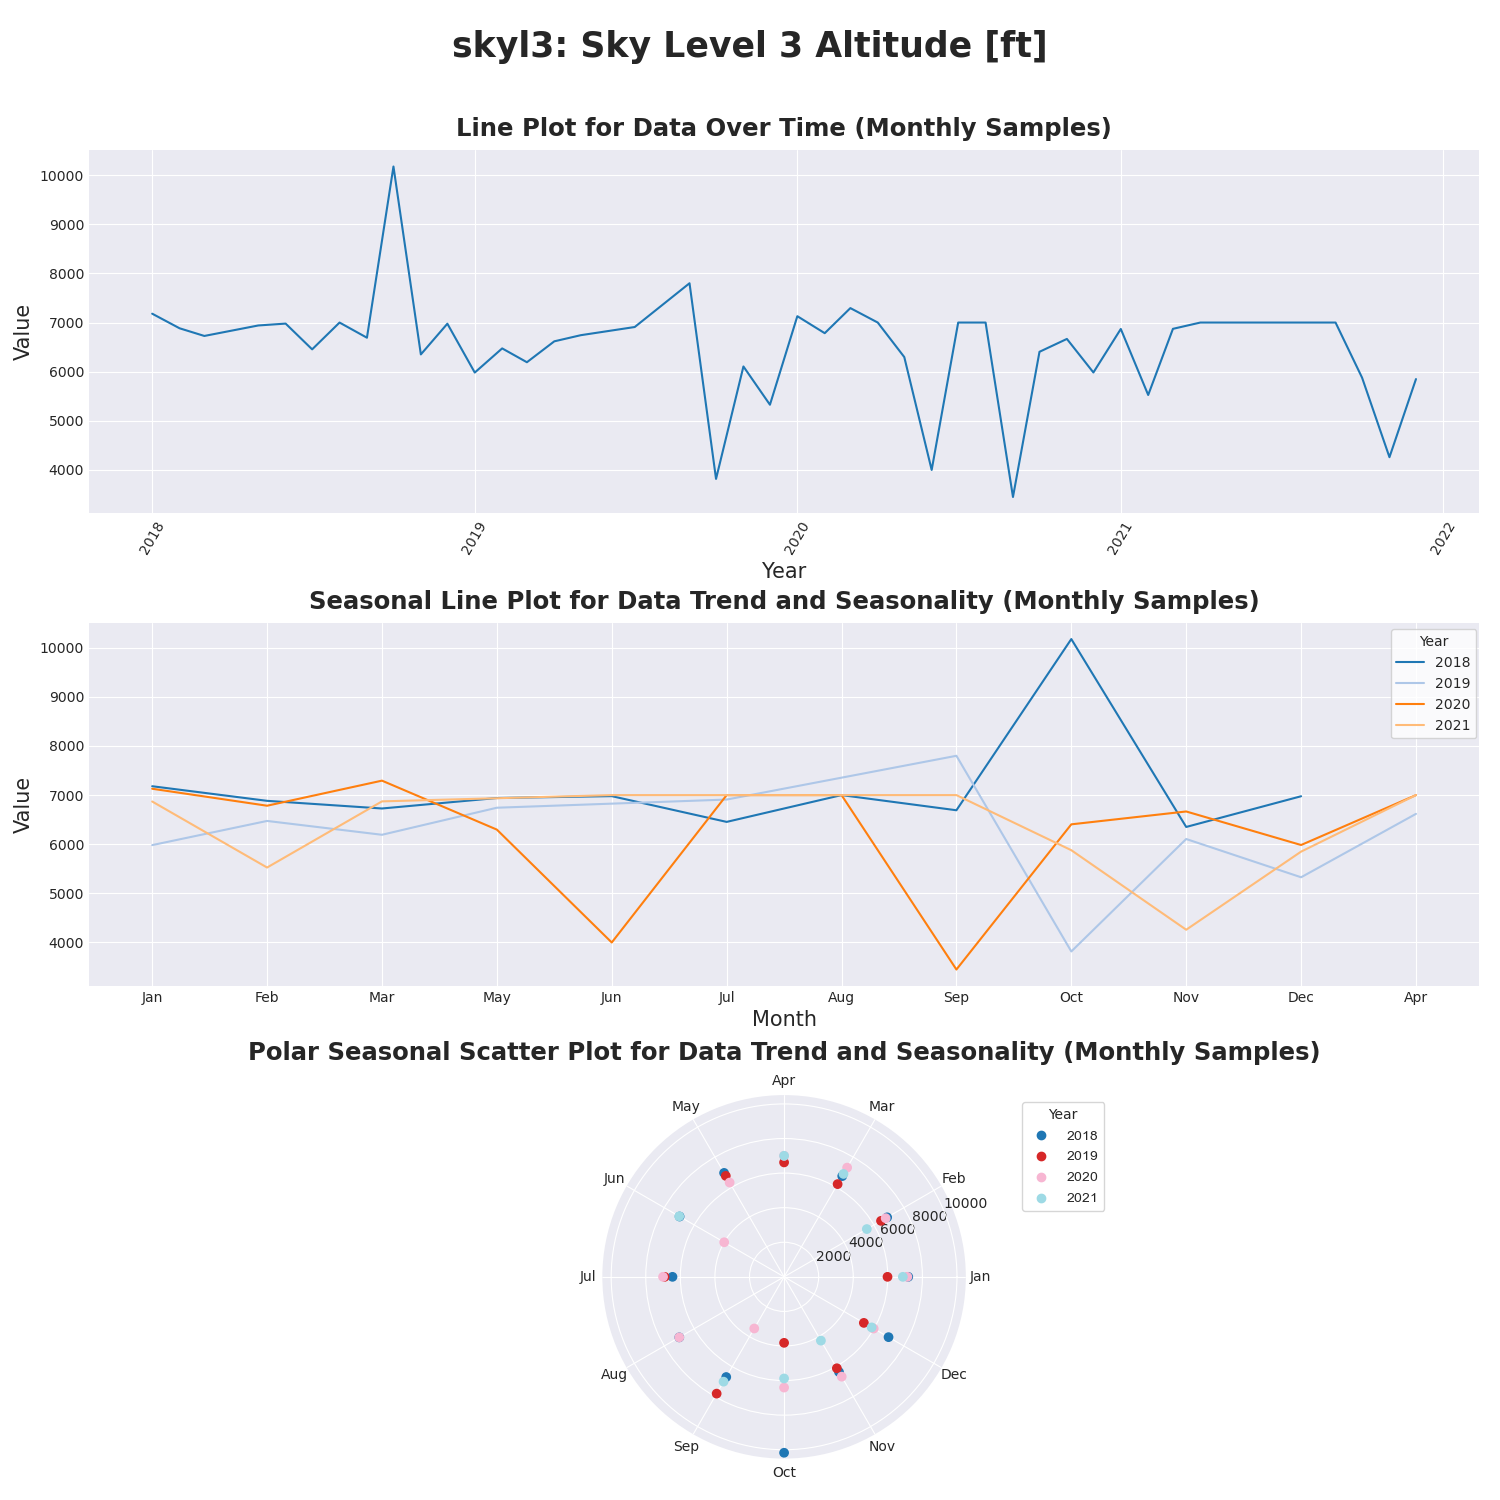 skyl3: Sky Level 3 Altitude [ft]
Line Plot for Data Over Time (Monthly Samples)
10000
9000
8000
7000
6000
5000
4000
Value
2018
2019
2020
2021
2022
Year
Seasonal Line Plot for Data Trend and Seasonality (Monthly Samples)
10000
9000
8000
7000
6000
5000
4000
Value
Year
2018
2019
2020
2021
Jan
Feb
Mar
May
Jun
Jul
Aug
Sep
Oct
Nov
Dec
Apr
Month
Polar Seasonal Scatter Plot for Data Trend and Seasonality (Monthly Samples)
Apr
May
Mar
Jun
Feb
Jul
Jan
Aug
Dec
Sep
Nov
Oct
2000
4000
6000
8000
10000
Year
2018
2019
2020
2021